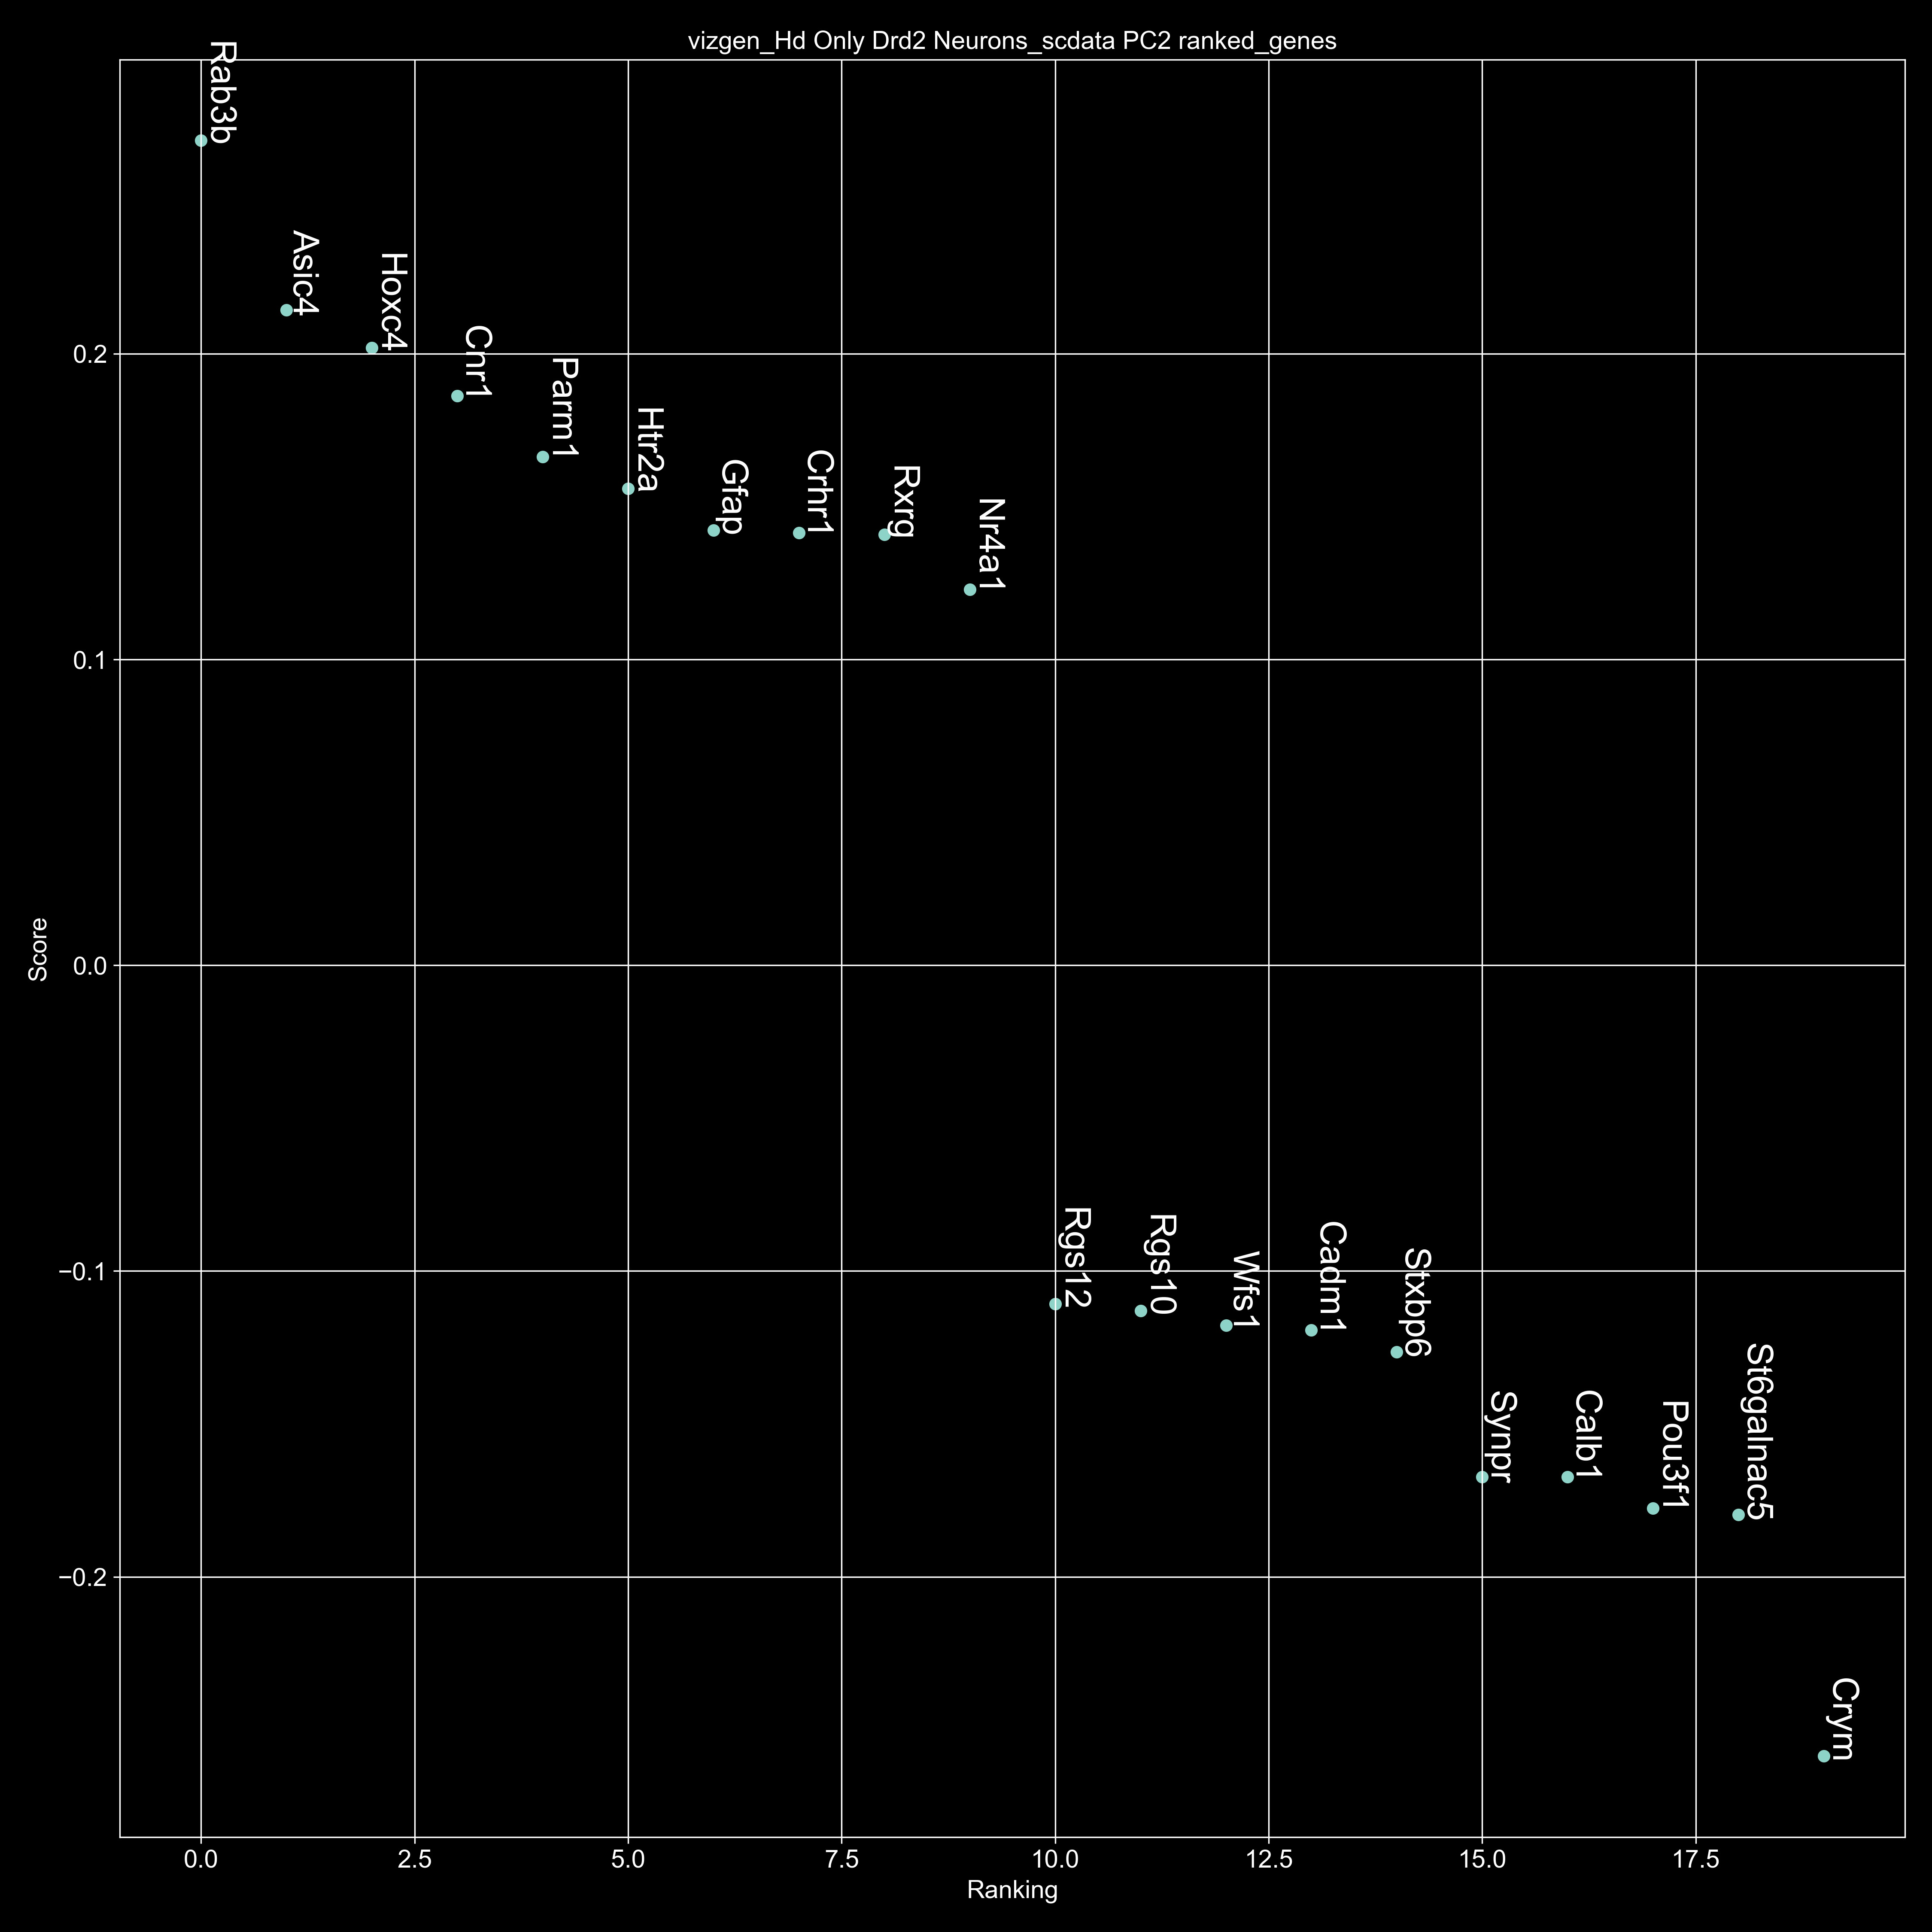 vizgen_Hd Only Drd2 Neurons_scdata PC2 ranked_genes
Rab3b
Asic4
Hoxc4
Cnr1
Parm1
Htr2a
Gfap
Crhr1
Rxrg
Nr4a1
Rgs12
Rgs10
Wfs1
Cadm1
Stxbp6
Synpr
Calb1
Pou3f1
St6galnac5
Crym
0.2
0.1
0.0
−0.1
−0.2
Score
0.0 2.5 5.0 7.5 10.0 12.5 15.0 17.5
Ranking